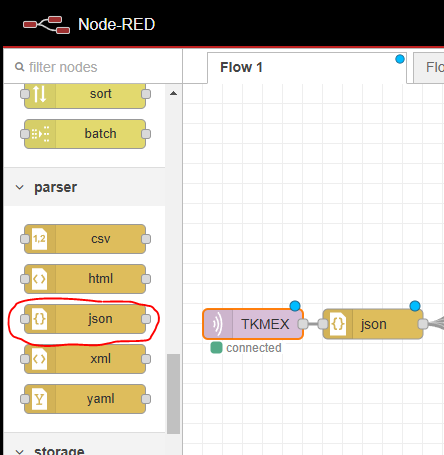 Node-RED
filter nodes
Flow 1
Flo
sort
batch
parser
1,2 csv
html
{} json
xml
Y yaml
storage
TKMEX
{} json
connected